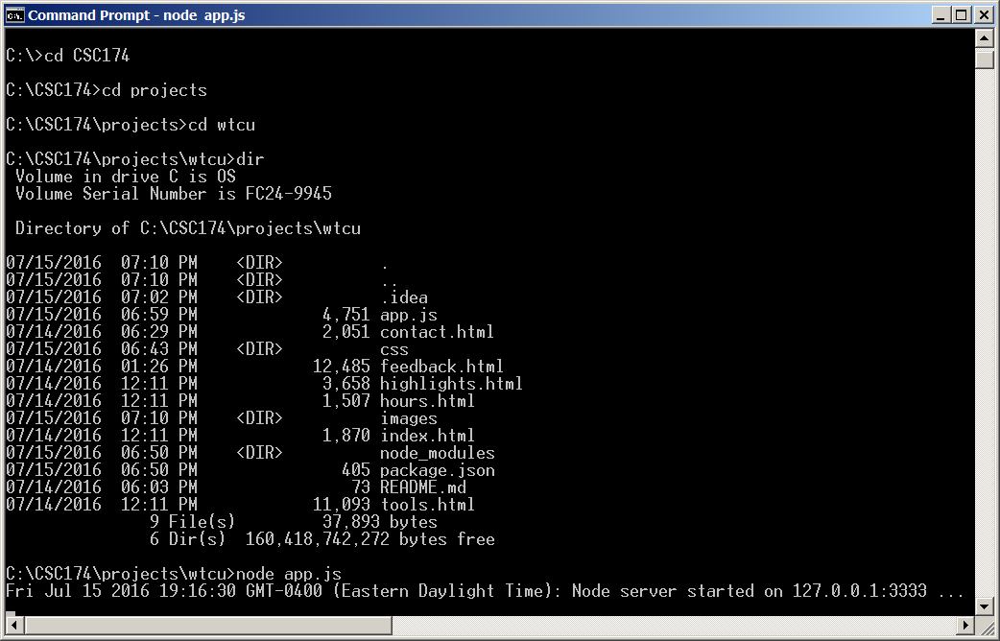 Command Prompt - node  app.js
C:\>cd CSC174
C:\CSC174>cd projects
C:\CSC174\projects>cd wtcu
C:\CSC174\projects\wtcu>dir
 Volume in drive C is OS
 Volume Serial Number is FC24-9945
 Directory of C:\CSC174\projects\wtcu
07/15/2016  07:10 PM    <DIR>          .
07/15/2016  07:10 PM    <DIR>          ..
07/15/2016  07:02 PM    <DIR>          .idea
07/15/2016  06:59 PM             4,751 app.js
07/14/2016  06:29 PM             2,051 contact.html
07/15/2016  06:43 PM    <DIR>          css
07/14/2016  01:26 PM            12,485 feedback.html
07/14/2016  12:11 PM             3,658 highlights.html
07/14/2016  12:11 PM             1,507 hours.html
07/15/2016  07:10 PM    <DIR>          images
07/14/2016  12:11 PM             1,870 index.html
07/15/2016  06:50 PM    <DIR>          node_modules
07/15/2016  06:50 PM               405 package.json
07/14/2016  06:03 PM                73 README.md
07/14/2016  12:11 PM            11,093 tools.html
               9 File(s)         37,893 bytes
               6 Dir(s)  160,418,742,272 bytes free
C:\CSC174\projects\wtcu>node app.js
Fri Jul 15 2016 19:16:30 GMT-0400 (Eastern Daylight Time): Node server started on 127.0.0.1:3333 ...